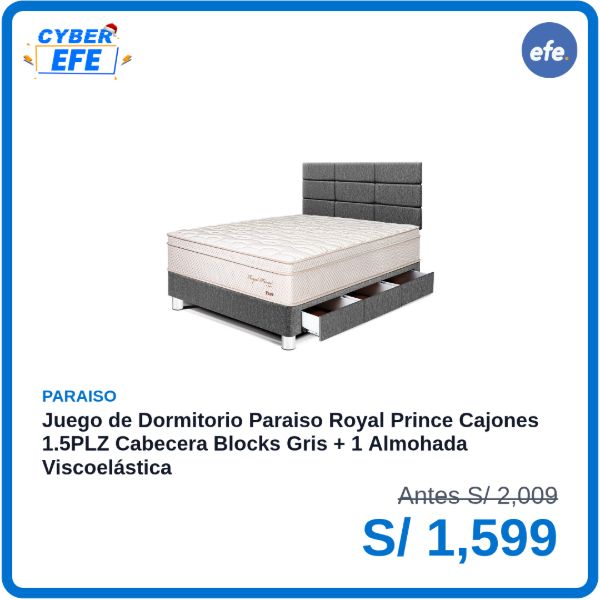 CYBER
EFE
efe.
PARAISO
Juego de Dormitorio Paraiso Royal Prince Cajones
1.5PLZ Cabecera Blocks Gris + 1 Almohada
Viscoelástica
Antes S/ 2,009
S/ 1,599